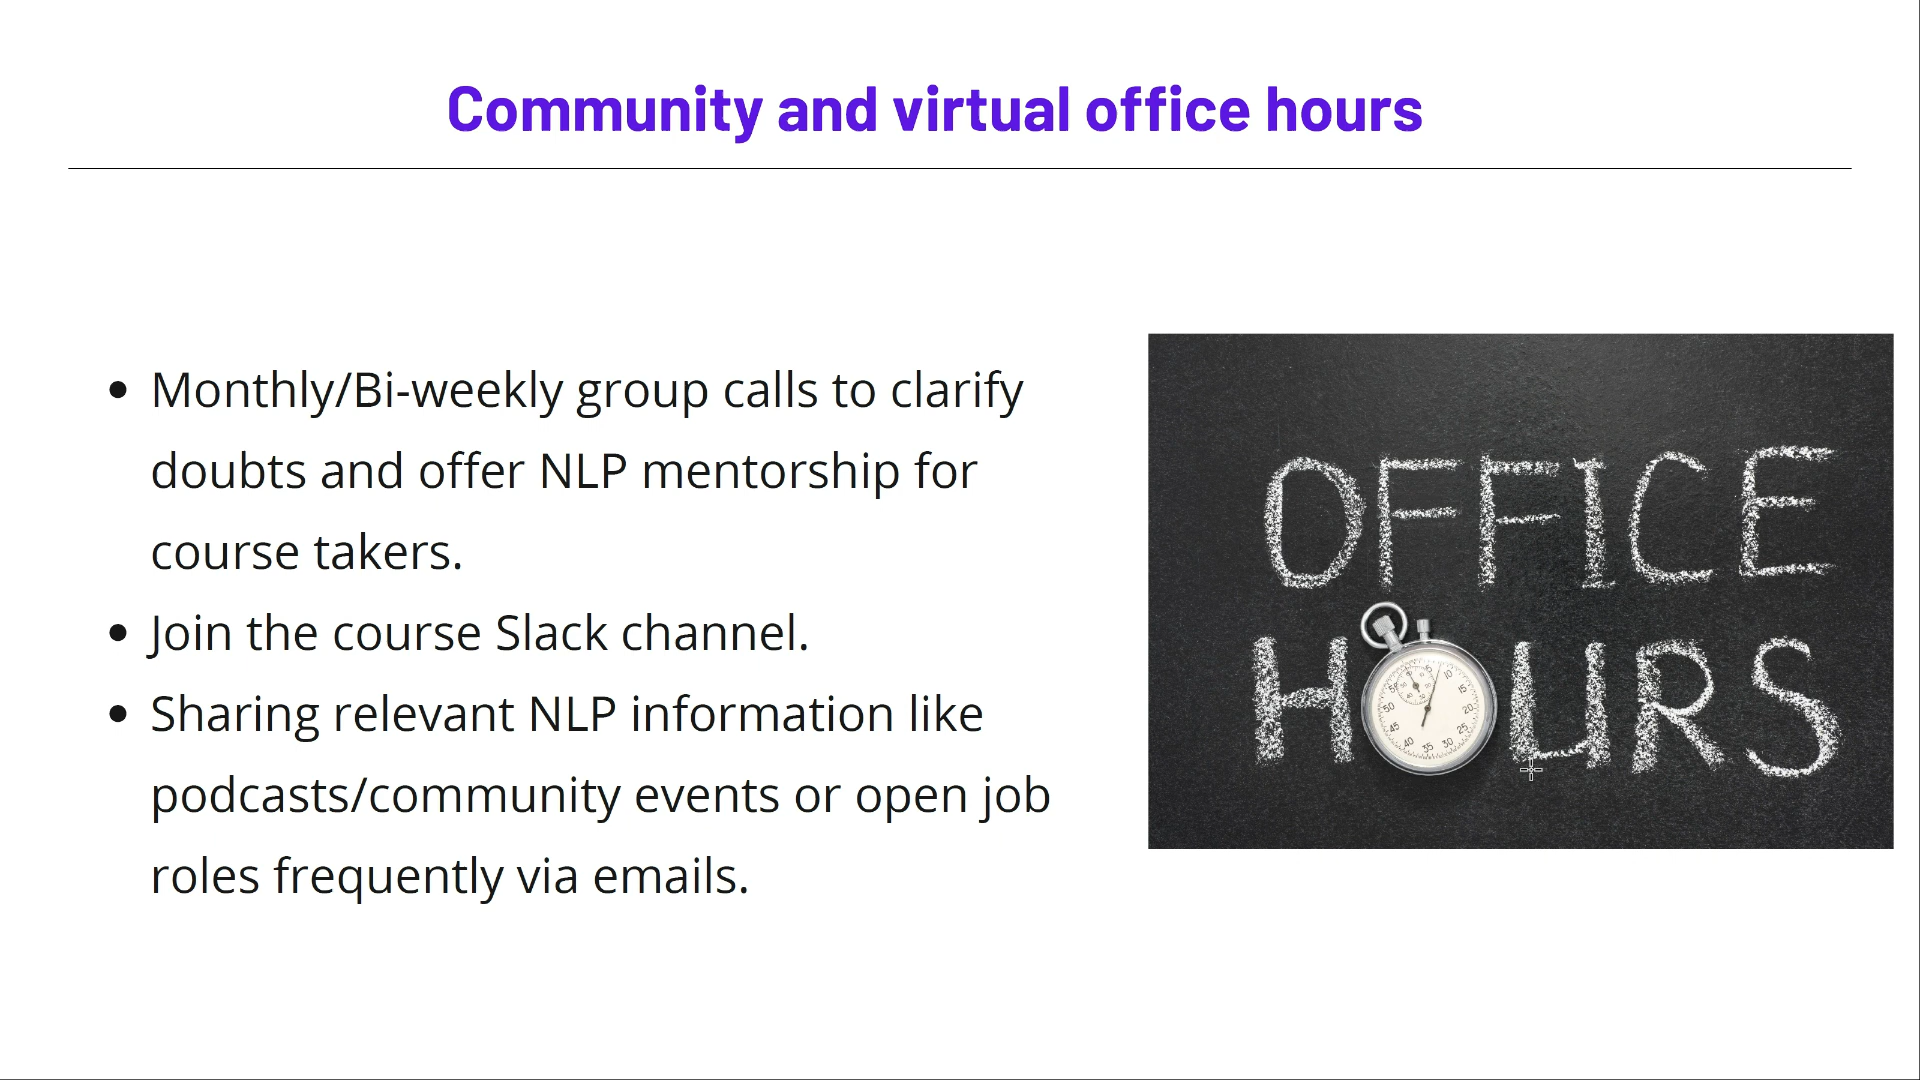 Community and virtual office hours
• Monthly/Bi-weekly group calls to clarify
doubts and offer NLP mentorship for
course takers.
• Join the course Slack channel.
• Sharing relevant NLP information like
podcasts/community events or open job
roles frequently via emails.
OFFICE
H URS